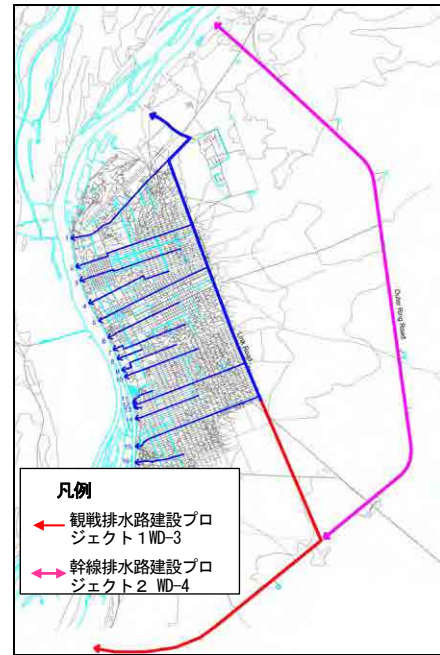 Outer Ring Road
Link Road
凡例
観戦排水路建設プロ
ジェクト1WD-3
幹線排水路建設プロ
ジェクト2 WD-4